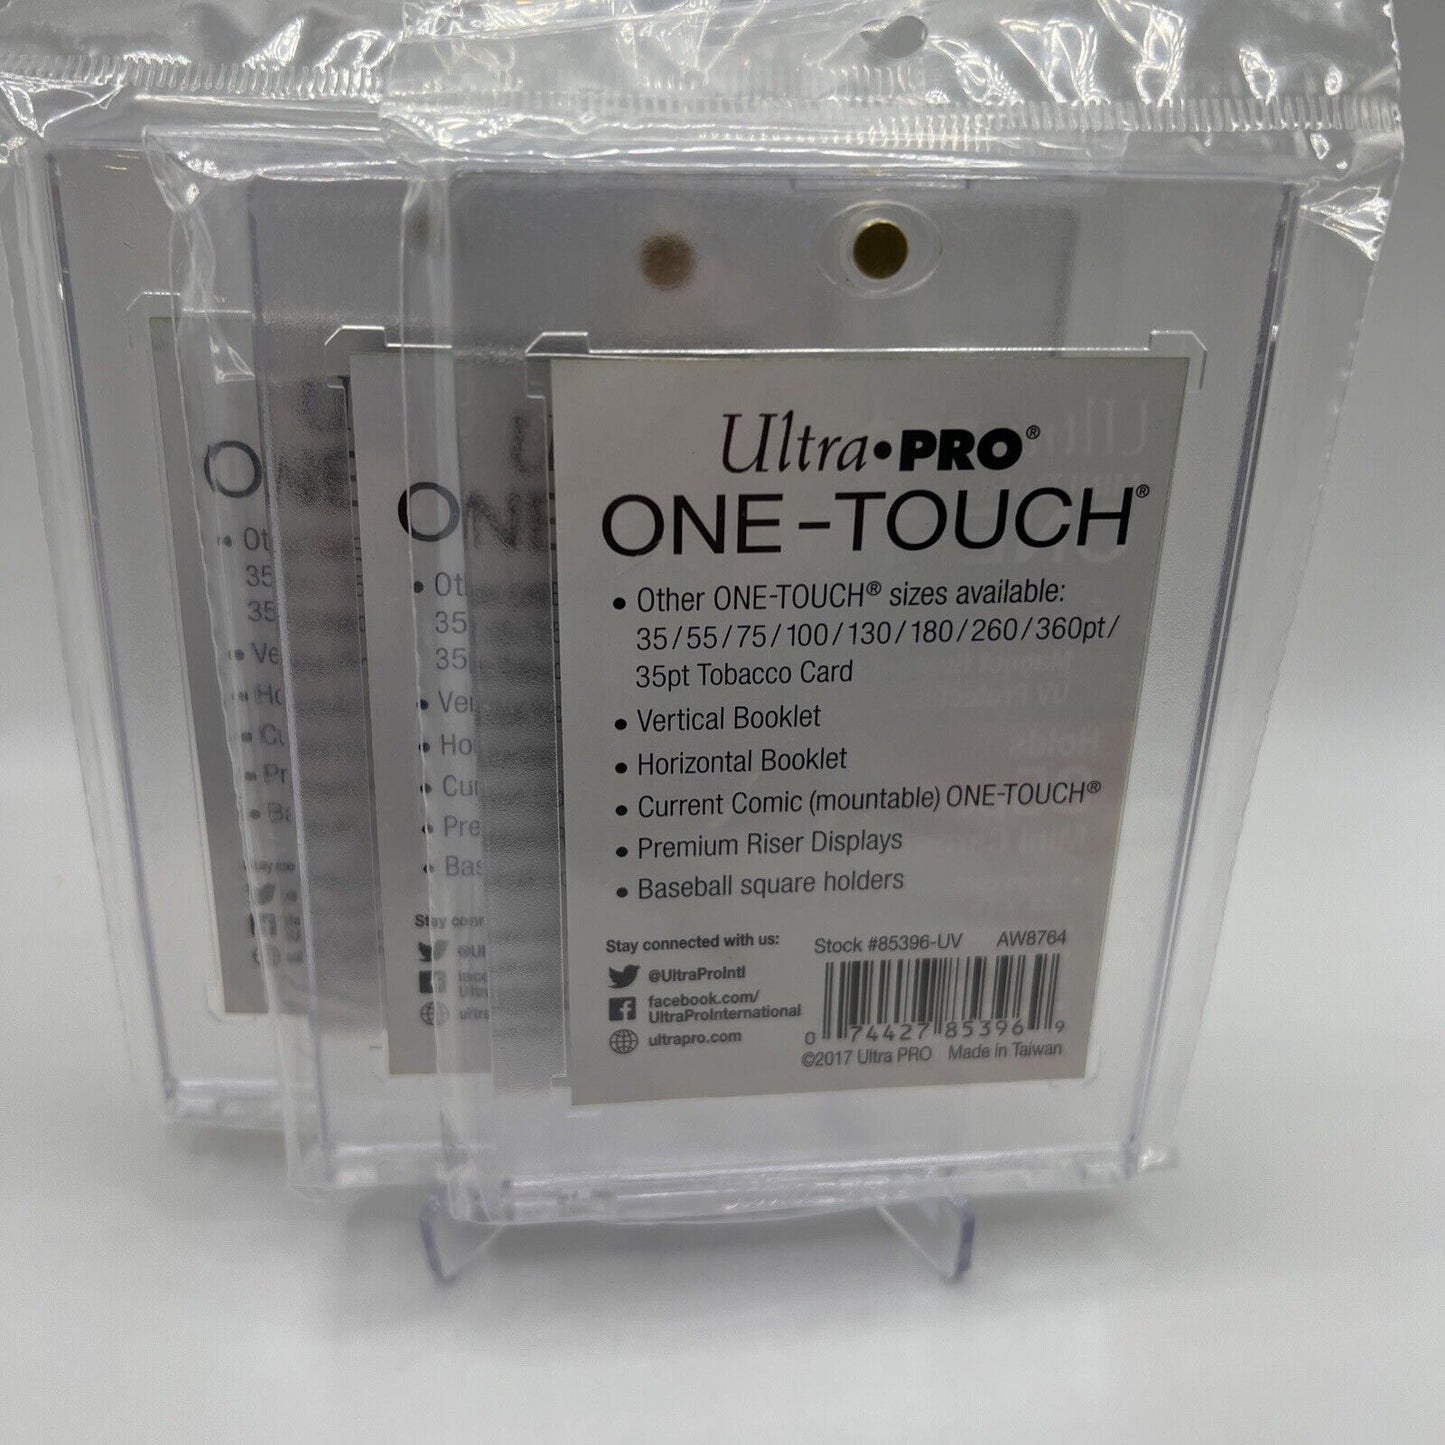 Ultra•PRO®
ONE-TOUCH®
• Other ONE-TOUCH® sizes available:
35/55/75/100/130/180/260/360pt/
35pt Tobacco Card
• Vertical Booklet
• Horizontal Booklet
• Current Comic (mountable) ONE-TOUCH®
• Premium Riser Displays
• Baseball square holders
Stay connected with us:
@UltraProIntl
facebook.com/
UltraProInternational
ultrapro.com
Stock #85396-UV AW8764
0 74427 85396 9
©2017 Ultra PRO Made in Taiwan